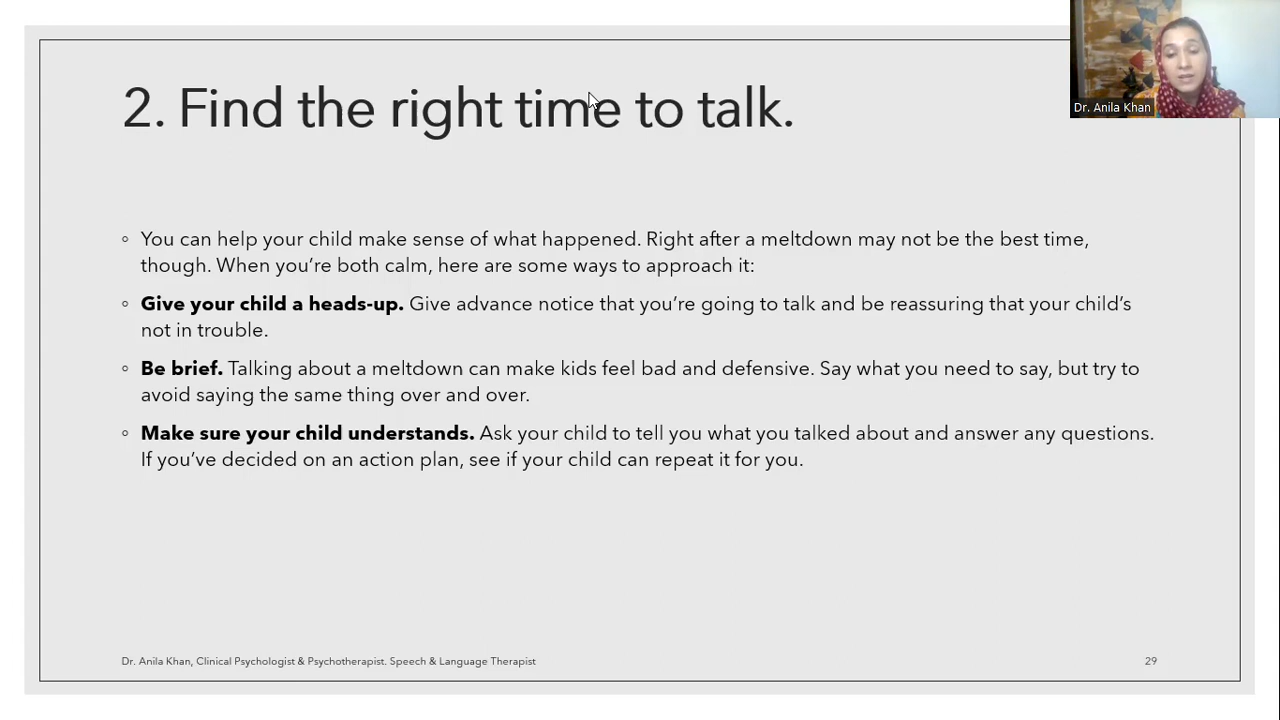 Dr. Anila Khan
2. Find the right time to talk.
◦ You can help your child make sense of what happened. Right after a meltdown may not be the best time,
though. When you’re both calm, here are some ways to approach it:
◦ Give your child a heads-up. Give advance notice that you’re going to talk and be reassuring that your child’s
not in trouble.
◦ Be brief. Talking about a meltdown can make kids feel bad and defensive. Say what you need to say, but try to
avoid saying the same thing over and over.
◦ Make sure your child understands. Ask your child to tell you what you talked about and answer any questions.
If you’ve decided on an action plan, see if your child can repeat it for you.
Dr. Anila Khan, Clinical Psychologist & Psychotherapist. Speech & Language Therapist
29